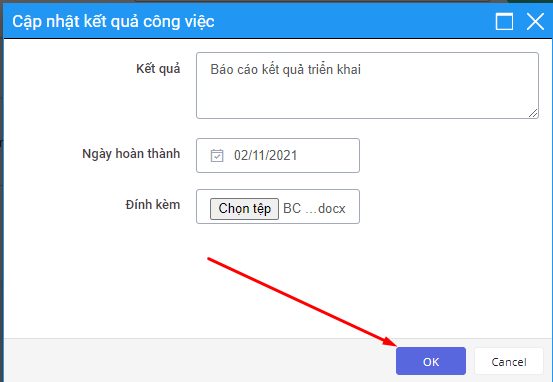 Cập nhật kết quả công việc
Kết quả
Báo cáo kết quả triển khai
Ngày hoàn thành
02/11/2021
Đính kèm
Chọn tệp BC ...docx
OK
Cancel